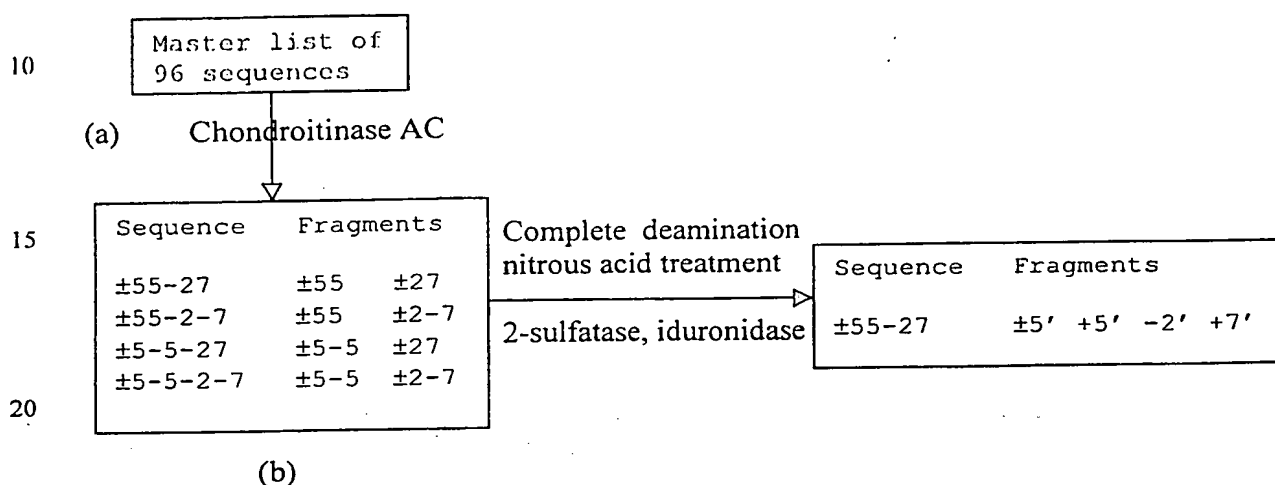 Master list of
96 sequences
10
(a) Chondroitinase AC
15
Sequence Fragments
±55-27 ±55 ±27
±55-2-7 ±55 ±2-7
±5-5-27 ±5-5 ±27
±5-5-2-7 ±5-5 ±2-7
Complete deamination
nitrous acid treatment
2-sulfatase, iduronidase
Sequence Fragments
±55-27 ±5′ +5′ -2′ +7′
20
(b)